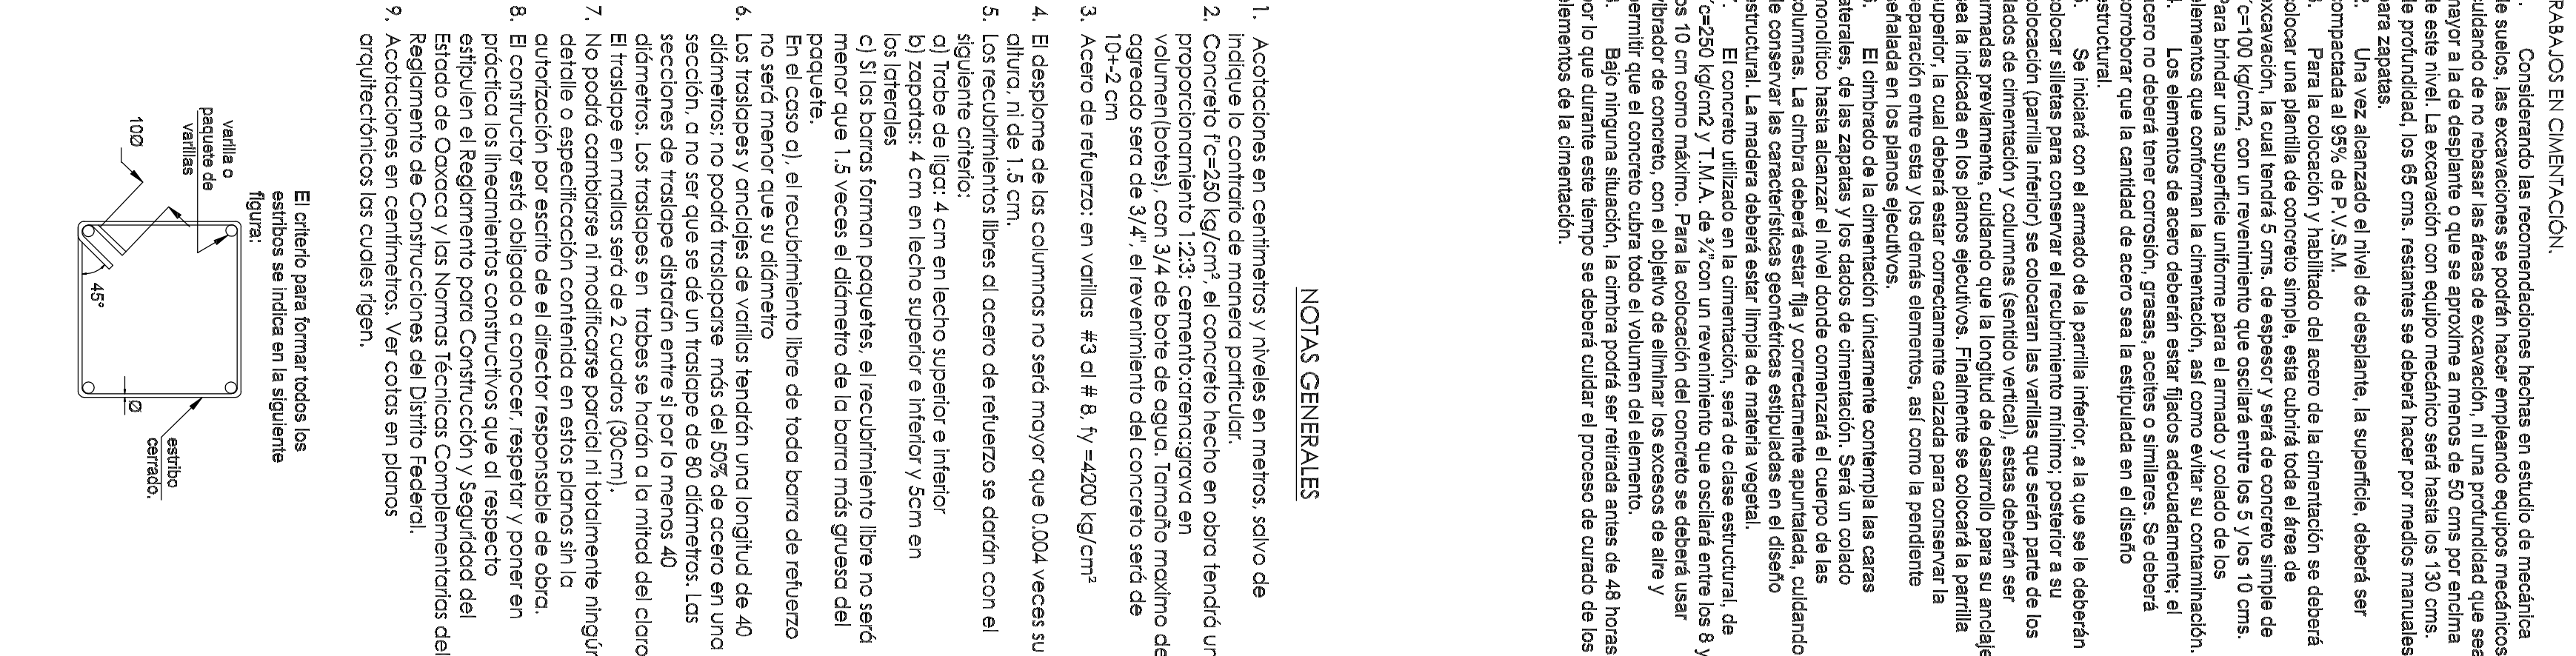 TRABAJOS EN CIMENTACIÓN.
Considerando las recomendaciones hechas en estudio de mecánica
de suelos, las excavaciones se podrán hacer empleando equipos mecánicos
cuidando de no rebasar las áreas de excavación, ni una profundidad que sea
mayor a la de desplante o que se aproxime a menos de 50 cms por encima
de este nivel. La excavación con equipo mecánico será hasta los 130 cms.
de profundidad, los 65 cms. restantes se deberá hacer por medios manuales
para zapatas.
2. Una vez alcanzado el nivel de desplante, la superficie, deberá ser
compactada al 95% de P.V.S.M.
Para la colocación y habilitado del acero de la cimentación se deberá
colocar una plantilla de concreto simple, esta cubrirá toda el área de
excavación, la cual tendrá 5 cms. de espesor y será de concreto simple de
f'c=100 kg/cm2, con un revenimiento que oscilará entre los 5 y los 10 cms.
Para brindar una superficie uniforme para el armado y colado de los
elementos que conforman la cimentación, así como evitar su contaminación.
4. Los elementos de acero deberán estar fijados adecuadamente; el
acero no deberá tener corrosión, grasas, aceites o similares. Se deberá
corroborar que la cantidad de acero sea la estipulada en el diseño
estructural.
Se iniciará con el armado de la parrilla inferior, a la que se le deberán
colocar silletas para conservar el recubrimiento mínimo; posterior a su
colocación (parrilla inferior) se colocaran las varillas que serán parte de los
dados de cimentación y columnas (sentido vertical), estas deberán ser
armadas previamente, cuidando que la longitud de desarrollo para su anclaje
sea la indicada en los planos ejecutivos. Finalmente se colocará la parrilla
superior, la cual deberá estar correctamente calzada para conservar la
separación entre esta y los demás elementos, así como la pendiente
señalada en los planos ejecutivos.
El cimbrado de la cimentación únicamente contempla las caras
laterales, de las zapatas y los dados de cimentación. Será un colado
monolítico hasta alcanzar el nivel donde comenzará el cuerpo de las
columnas. La cimbra deberá estar fija y correctamente apuntalada, cuidando
de conservar las características geométricas estipuladas en el diseño
estructural. La madera deberá estar limpia de materia vegetal.
El concreto utilizado en la cimentación, será de clase estructural, de
f'c=250 kg/cm2 y T.M.A. de ¾"con un revenimiento que oscilará entre los 8 y
los 10 cm como máximo. Para la colocación del concreto se deberá usar
vibrador de concreto, con el objetivo de eliminar los excesos de aire y
permitir que el concreto cubra todo el volumen del elemento.
Bajo ninguna situación, la cimbra podrá ser retirada antes de 48 horas
por lo que durante este tiempo se deberá cuidar el proceso de curado de los
elementos de la cimentación.
NOTAS GENERALES
1. Acotaciones en centimetros y niveles en metros, salvo de
indique lo contrario de manera particular.
2. Concreto f'c=250 kg/cm², el concreto hecho en obra tendrá un
proporcionamiento 1:2:3: cemento:arena:grava en
volumen(botes), con 3/4 de bote de agua. Tamaño maximo de
agreado sera de 3/4", el revenimiento del concreto será de
10+-2 cm
3. Acero de refuerzo: en varillas #3 al # 8, fy =4200 kg/cm²
4. El desplome de las columnas no será mayor que 0.004 veces su
altura, ni de 1.5 cm.
5. Los recubrimientos libres al acero de refuerzo se darán con el
siguiente criterio:
a) Trabe de liga: 4 cm en lecho superior e inferior
b) zapatas: 4 cm en lecho superior e inferior y 5cm en
los laterales
c) Si las barras forman paquetes, el recubrimiento libre no será
menor que 1.5 veces el diámetro de la barra más gruesa del
paquete.
En el caso a), el recubrimiento libre de toda barra de refuerzo
no será menor que su diámetro
6. Los traslapes y anclajes de varillas tendrán una longitud de 40
diámetros; no podrá traslaparse más del 50% de acero en una
sección, a no ser que se dé un traslape de 80 diámetros. Las
secciones de traslape distarán entre si por lo menos 40
diámetros. Los traslapes en trabes se harán a la mitad del claro
El traslape en mallas será de 2 cuadros (30cm).
7. No podrá cambiarse ni modificarse parcial ni totalmente ningún
detalle o especificación contenida en estos planos sin la
autorización por escrito de el director responsable de obra.
8. El constructor está obligado a conocer, respetar y poner en
práctica los lineamientos constructivos que al respecto
estipulen el Reglamento para Construcción y Seguridad del
Estado de Oaxaca y las Normas Técnicas Complementarias del
Reglamento de Construcciones del Distrito Federal.
9. Acotaciones en centímetros. Ver cotas en planos
arquitectónicos las cuales rigen.
El criterio para formar todos los
estribos se indica en la siguiente
figura:
varilla o
paquete de
varillas
10Ø
45°
Ø
estribo
cerrado.